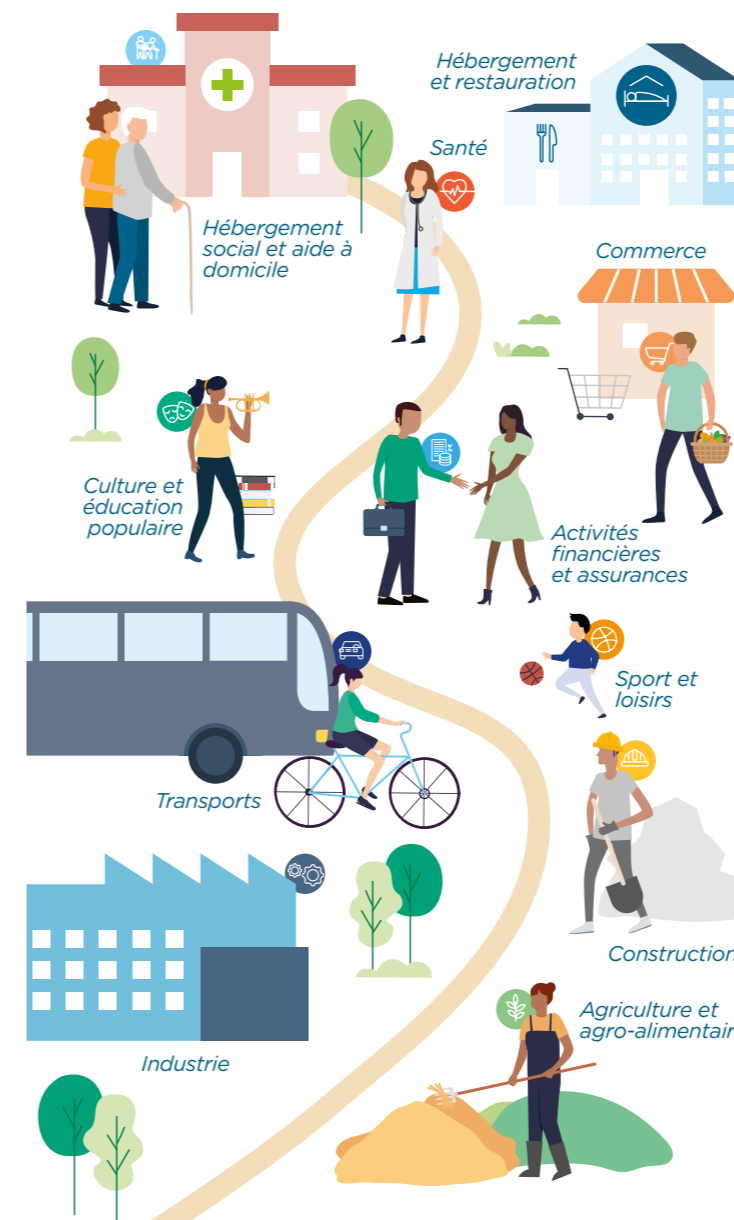 Hébergement
et restauration
Santé
Hébergement
social et aide à
domicile
Commerce
Culture et
éducation
populaire
Activités
financières
et assurances
Sport et
loisirs
Transports
Construction
Agriculture et
agro-alimentair
Industrie